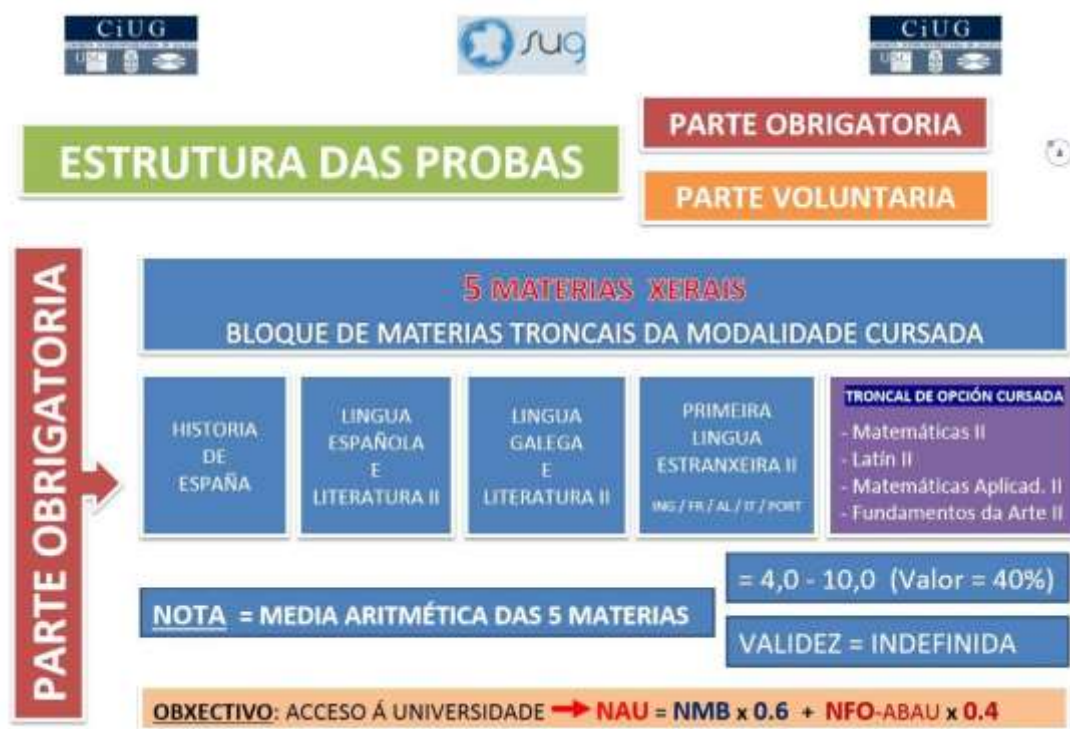 CiUG
sug
CiUG
ESTRUTURA DAS PROBAS
PARTE OBRIGATORIA
PARTE VOLUNTARIA
PARTE OBRIGATORIA
5 MATERIAS XERAIS
BLOQUE DE MATERIAS TRONCAIS DA MODALIDADE CURSADA
HISTORIA
DE
ESPAÑA
LINGUA
ESPAÑOLA
E
LITERATURA II
LINGUA
GALEGA
E
LITERATURA II
PRIMEIRA
LINGUA
ESTRANXEIRA II
ING / FR / AL / IT / PORT
TRONCAL DE OPCIÓN CURSADA
- Matemáticas II
- Latín II
- Matemáticas Aplicad. II
- Fundamentos da Arte II
NOTA = MEDIA ARITMÉTICA DAS 5 MATERIAS
= 4,0 - 10,0 (Valor = 40%)
VALIDEZ = INDEFINIDA
OBXECTIVO: ACCESO Á UNIVERSIDADE → NAU = NMB x 0.6 + NFO-ABAU x 0.4